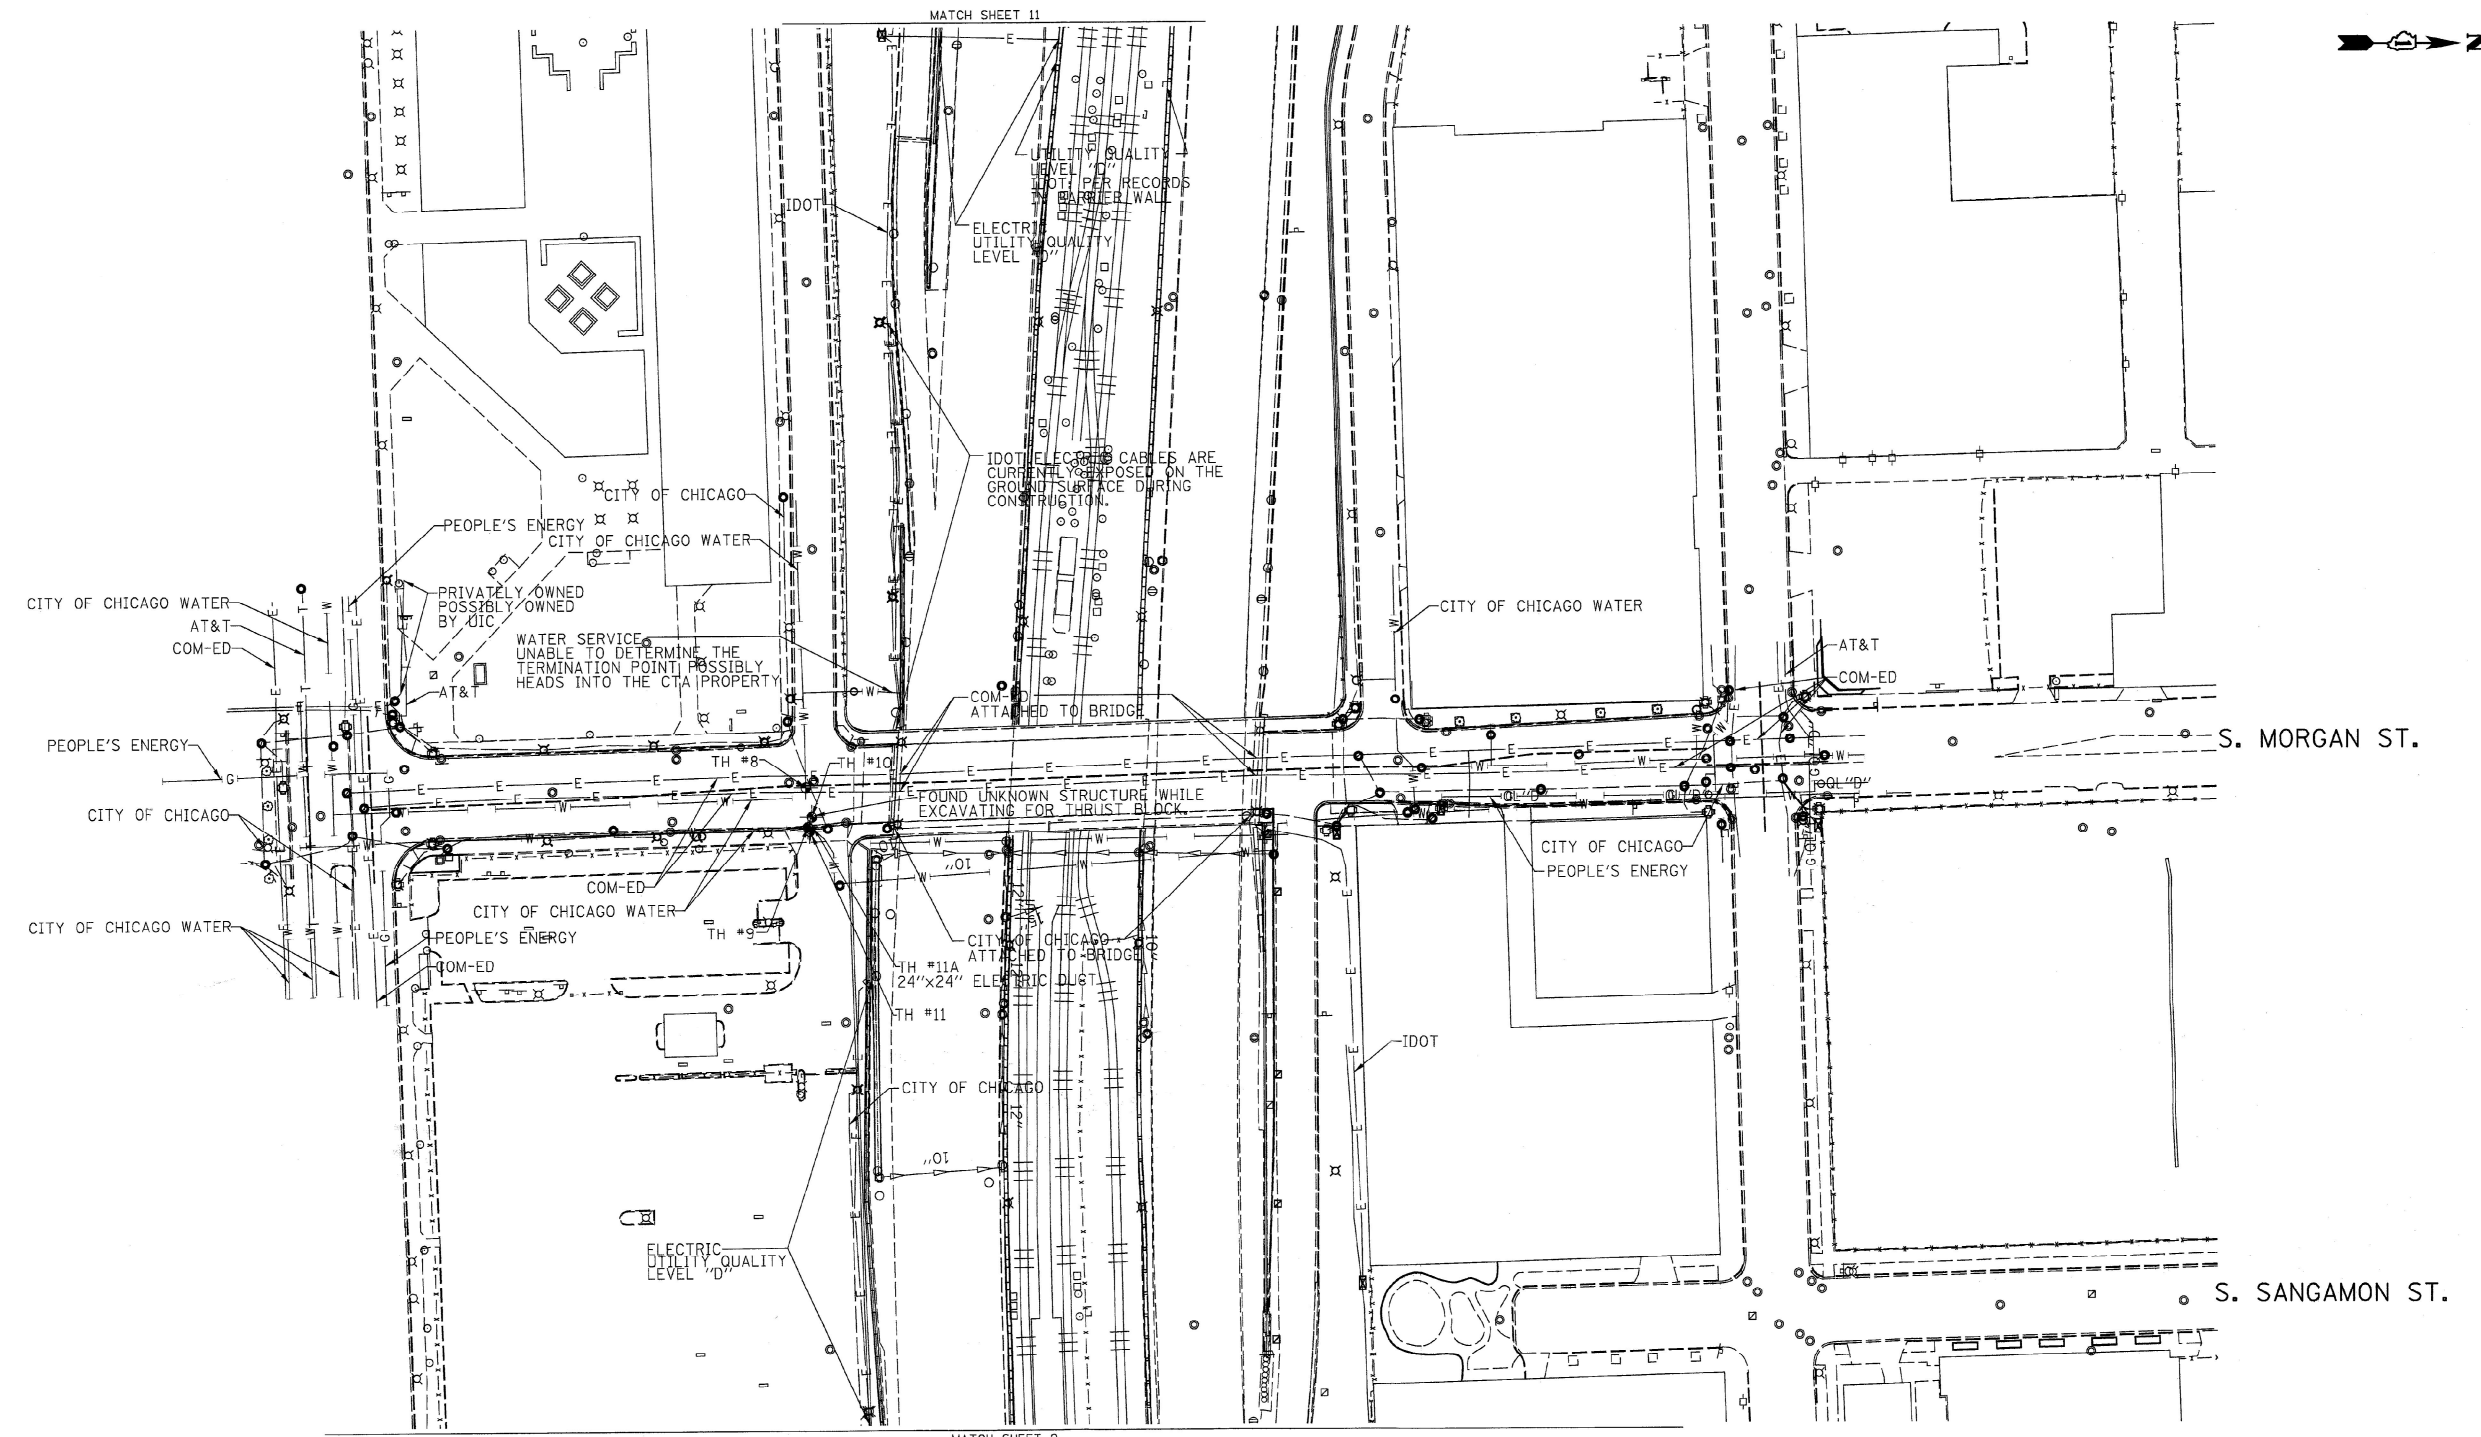 MATCH SHEET 11
N
UTILITY QUALITY
LEVEL "D"
IDOT: PER RECORDS
IN BARRIER WALL
IDOT
ELECTRIC
UTILITY QUALITY
LEVEL "D"
IDOT ELECTRIC CABLES ARE
CURRENTLY EXPOSED ON THE
GROUND SURFACE DURING
CONSTRUCTION.
CITY OF CHICAGO
PEOPLE'S ENERGY
CITY OF CHICAGO WATER
PRIVATELY OWNED
POSSIBLY OWNED
BY UIC
CITY OF CHICAGO WATER
AT&T
COM-ED
WATER SERVICE
UNABLE TO DETERMINE THE
TERMINATION POINT POSSIBLY
HEADS INTO THE CTA PROPERTY
CITY OF CHICAGO WATER
AT&T
COM-ED
AT&T
COM-ED
ATTACHED TO BRIDGE
S. MORGAN ST.
PEOPLE'S ENERGY
TH #8
TH #10
FOUND UNKNOWN STRUCTURE WHILE
EXCAVATING FOR THRUST BLOCK.
QL"D"
CITY OF CHICAGO
CITY OF CHICAGO
PEOPLE'S ENERGY
10"
COM-ED
CITY OF CHICAGO WATER
CITY OF CHICAGO WATER
TH #9
PEOPLE'S ENERGY
COM-ED
CITY OF CHICAGO
ATTACHED TO BRIDGE
TH #11A
24"x24" ELECTRIC DUCT
TH #11
12"
10"
IDOT
CITY OF CHICAGO
12"
10"
ELECTRIC
UTILITY QUALITY
LEVEL "D"
S. SANGAMON ST.